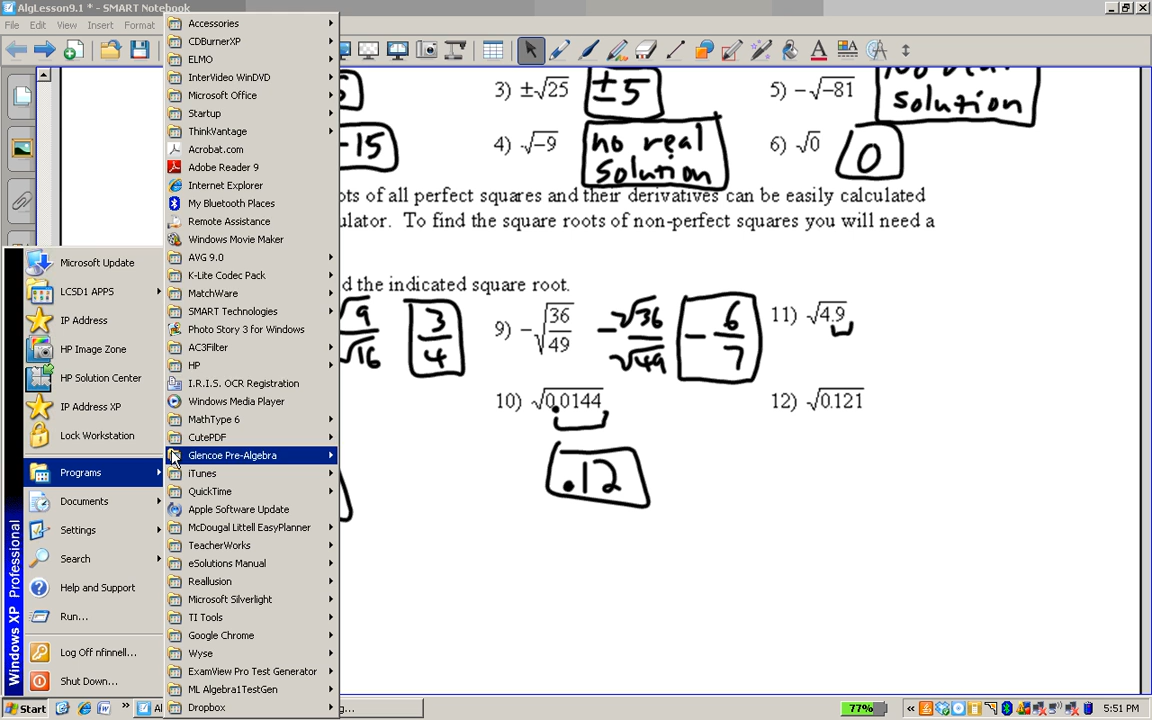 AlgLesson9.1 * - SMART Notebook
File Edit View Insert Format
Accessories
CDBurnerXP
ELMO
InterVideo WinDVD
Microsoft Office
Startup
ThinkVantage
Acrobat.com
Adobe Reader 9
Internet Explorer
My Bluetooth Places
Remote Assistance
Windows Movie Maker
AVG 9.0
K-Lite Codec Pack
MatchWare
SMART Technologies
Photo Story 3 for Windows
AC3Filter
HP
I.R.I.S. OCR Registration
Windows Media Player
MathType 6
CutePDF
Glencoe Pre-Algebra
iTunes
QuickTime
Apple Software Update
McDougal Littell EasyPlanner
TeacherWorks
eSolutions Manual
Reallusion
Microsoft Silverlight
TI Tools
Google Chrome
Wyse
ExamView Pro Test Generator
ML Algebra1TestGen
Dropbox
Microsoft Update
LCSD1 APPS
IP Address
HP Image Zone
HP Solution Center
IP Address XP
Lock Workstation
Programs
Documents
Settings
Search
Help and Support
Run...
Log Off nfinnell...
Shut Down...
Windows XP Professional
3) ±√25 ±5
5) -√-81 No real solution
-15
4) √-9 no real solution
6) √0 0
ots of all perfect squares and their derivatives can be easily calculated
ulator. To find the square roots of non-perfect squares you will need a
d the indicated square root.
√9/√16 3/4
9) -√36/49 -√36/√49 -6/7
11) √4.9
10) √0.0144
.12
12) √0.121
Start
77%
5:51 PM